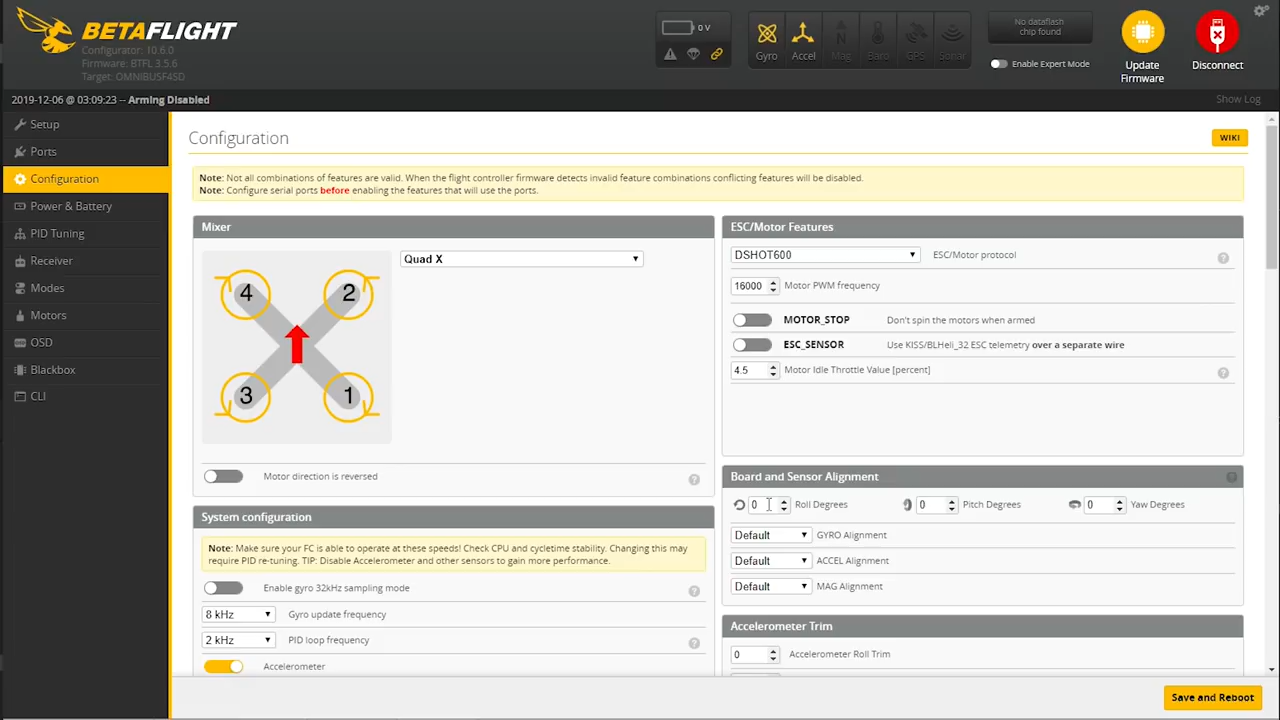 BETAFLIGHT
Configurator: 10.6.0
Firmware: BTFL 3.5.6
Target: OMNIBUSF4SD
0 V
Gyro
Accel
Mag
Baro
GPS
Sonar
No dataflash
chip found
Enable Expert Mode
Update
Firmware
Disconnect
2019-12-06 @ 03:09:23 -- Arming Disabled
Show Log
Setup
Ports
Configuration
Power & Battery
PID Tuning
Receiver
Modes
Motors
OSD
Blackbox
CLI
Configuration
WIKI
Note: Not all combinations of features are valid. When the flight controller firmware detects invalid feature combinations conflicting features will be disabled.
Note: Configure serial ports before enabling the features that will use the ports.
Mixer
4
2
3
1
Quad X
Motor direction is reversed
System configuration
Note: Make sure your FC is able to operate at these speeds! Check CPU and cycletime stability. Changing this may
require PID re-tuning. TIP: Disable Accelerometer and other sensors to gain more performance.
Enable gyro 32kHz sampling mode
8 kHz Gyro update frequency
2 kHz PID loop frequency
Accelerometer
ESC/Motor Features
DSHOT600 ESC/Motor protocol
16000 Motor PWM frequency
MOTOR_STOP Don't spin the motors when armed
ESC_SENSOR Use KISS/BLHeli_32 ESC telemetry over a separate wire
4.5 Motor Idle Throttle Value [percent]
Board and Sensor Alignment
0 Roll Degrees 0 Pitch Degrees 0 Yaw Degrees
Default GYRO Alignment
Default ACCEL Alignment
Default MAG Alignment
Accelerometer Trim
0 Accelerometer Roll Trim
Save and Reboot